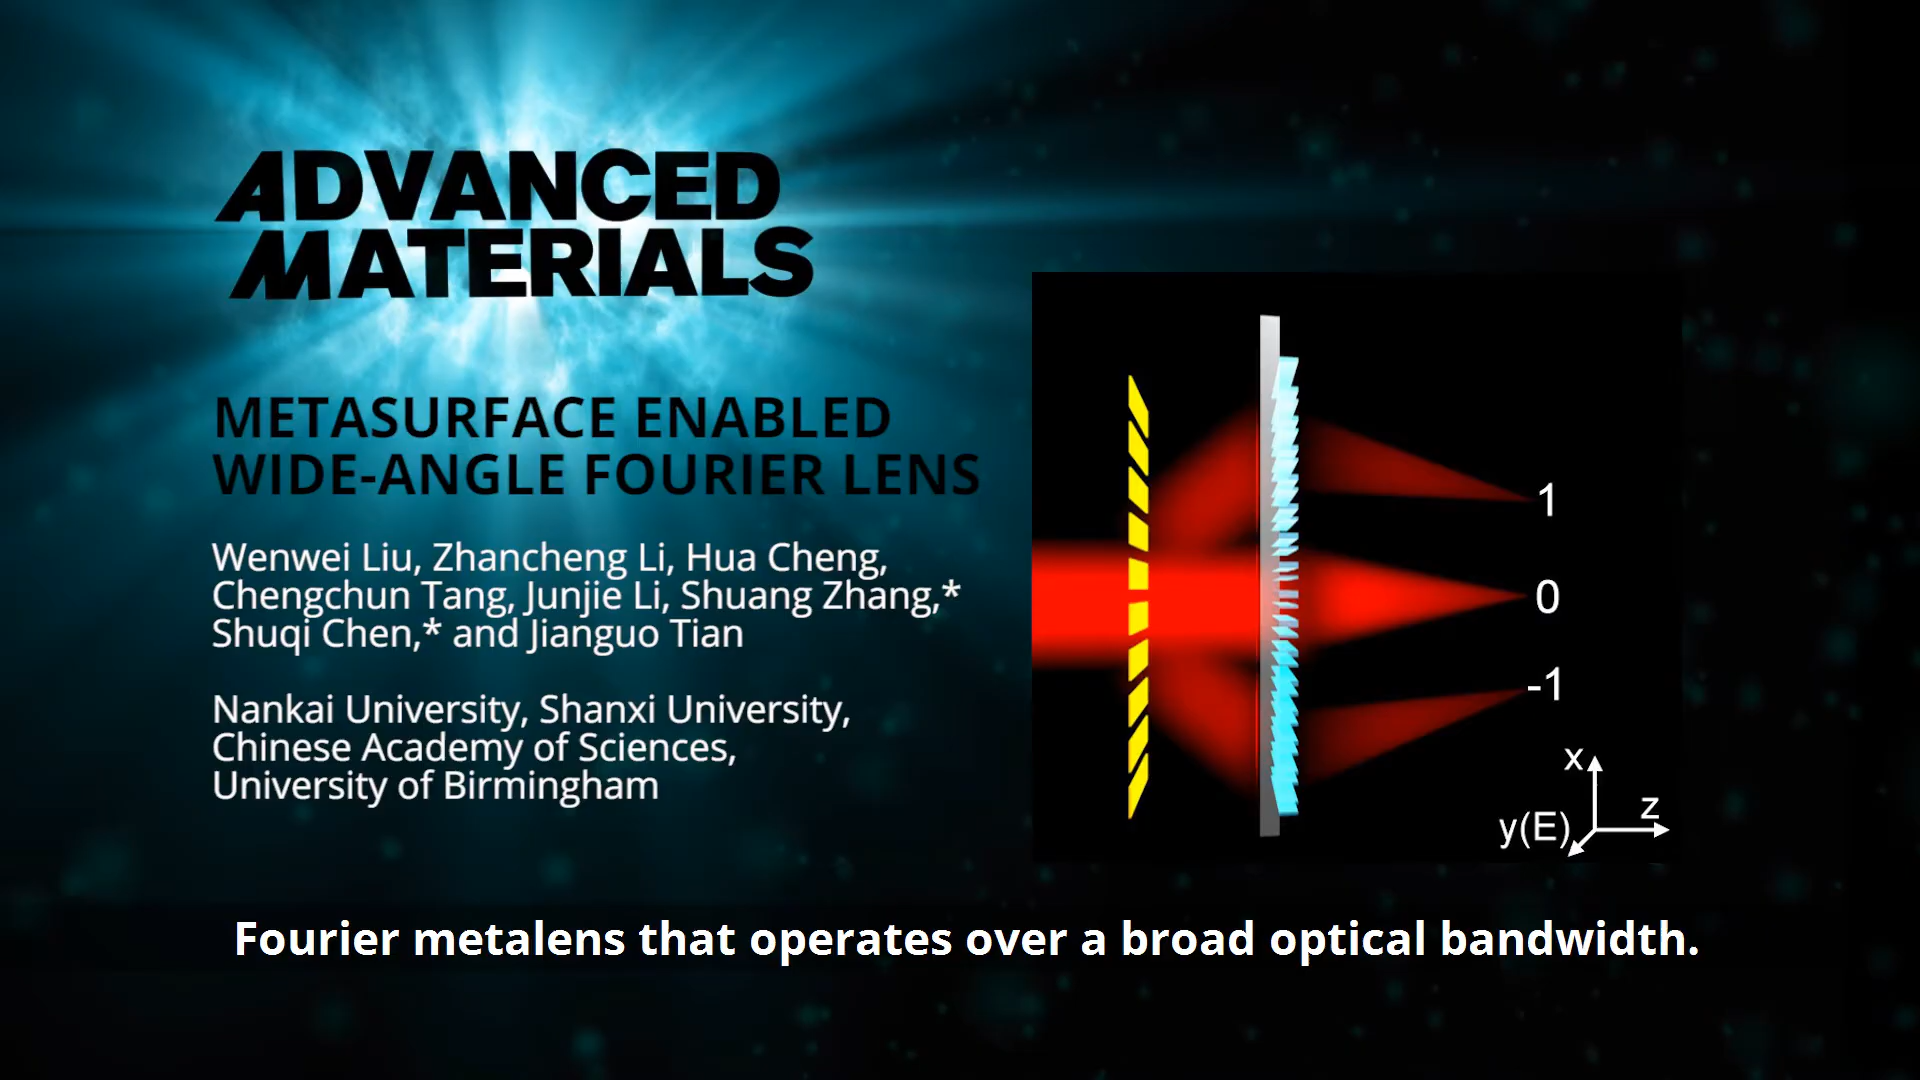 ADVANCED
MATERIALS
METASURFACE ENABLED
WIDE-ANGLE FOURIER LENS
Wenwei Liu, Zhancheng Li, Hua Cheng,
Chengchun Tang, Junjie Li, Shuang Zhang,*
Shuqi Chen,* and Jianguo Tian
Nankai University, Shanxi University,
Chinese Academy of Sciences,
University of Birmingham
1
0
-1
x
z
y(E)
Fourier metalens that operates over a broad optical bandwidth.